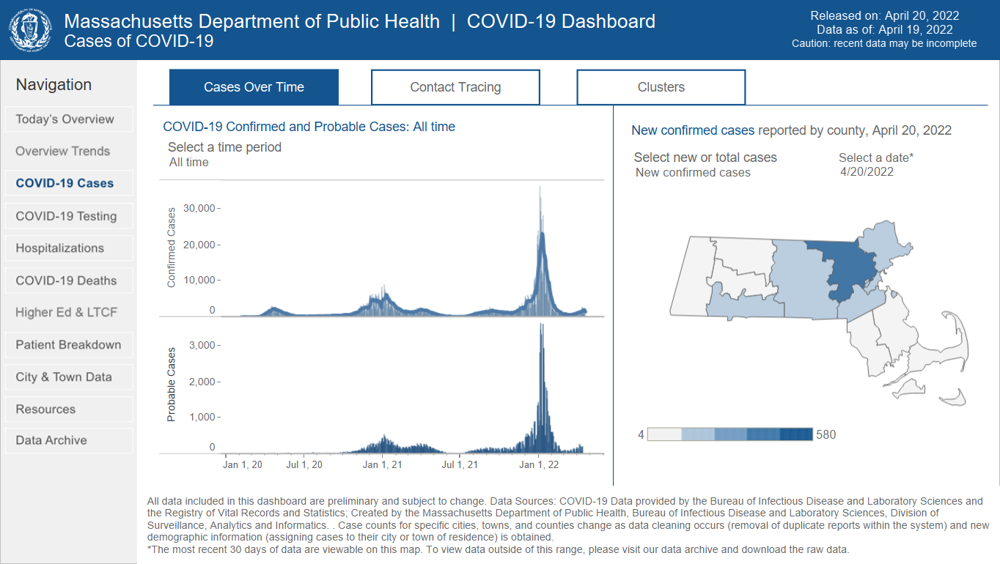 Massachusetts Department of Public Health | COVID-19 Dashboard
Cases of COVID-19
Released on: April 20, 2022
Data as of: April 19, 2022
Caution: recent data may be incomplete
Navigation
Today's Overview
Overview Trends
COVID-19 Cases
COVID-19 Testing
Hospitalizations
COVID-19 Deaths
Higher Ed & LTCF
Patient Breakdown
City & Town Data
Resources
Data Archive
Cases Over Time
Contact Tracing
Clusters
COVID-19 Confirmed and Probable Cases: All time
Select a time period
All time
Confirmed Cases
30,000
20,000
10,000
0
Probable Cases
3,000
2,000
1,000
0
Jan 1, 20
Jul 1, 20
Jan 1, 21
Jul 1, 21
Jan 1, 22
New confirmed cases reported by county, April 20, 2022
Select new or total cases
New confirmed cases
Select a date*
4/20/2022
4
580
All data included in this dashboard are preliminary and subject to change. Data Sources: COVID-19 Data provided by the Bureau of Infectious Disease and Laboratory Sciences and
the Registry of Vital Records and Statistics; Created by the Massachusetts Department of Public Health, Bureau of Infectious Disease and Laboratory Sciences, Division of
Surveillance, Analytics and Informatics. . Case counts for specific cities, towns, and counties change as data cleaning occurs (removal of duplicate reports within the system) and new
demographic information (assigning cases to their city or town of residence) is obtained.
*The most recent 30 days of data are viewable on this map. To view data outside of this range, please visit our data archive and download the raw data.